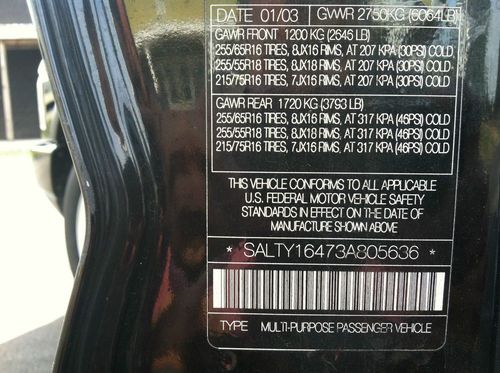 DATE 01/03 GVWR 2750KG (6064LB)
GAWR FRONT 1200 KG (2645 LB)
255/65R16 TIRES, 8JX16 RIMS, AT 207 KPA (30PSI) COLD
255/55R18 TIRES, 8JX18 RIMS, AT 207 KPA (30PSI) COLD
215/75R16 TIRES, 7JX16 RIMS, AT 207 KPA (30PSI) COLD
GAWR REAR 1720 KG (3793 LB)
255/65R16 TIRES, 8JX16 RIMS, AT 317 KPA (46PSI) COLD
255/55R18 TIRES, 8JX18 RIMS, AT 317 KPA (46PSI) COLD
215/75R16 TIRES, 7JX16 RIMS, AT 317 KPA (46PSI) COLD
THIS VEHICLE CONFORMS TO ALL APPLICABLE
U.S. FEDERAL MOTOR VEHICLE SAFETY
STANDARDS IN EFFECT ON THE DATE OF
MANUFACTURE SHOWN ABOVE
* SALTY16473A805636 *
TYPE MULTI-PURPOSE PASSENGER VEHICLE